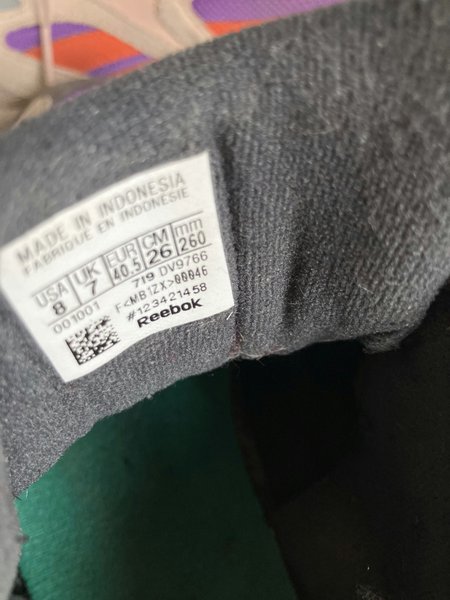 MADE IN INDONESIA
FABRIQUÉ EN INDONESIE
USA UK EUR CM mm
8 7 40.5 26 260
001001 719 DV9766
F<MB1ZX>00046
#123421458
Reebok